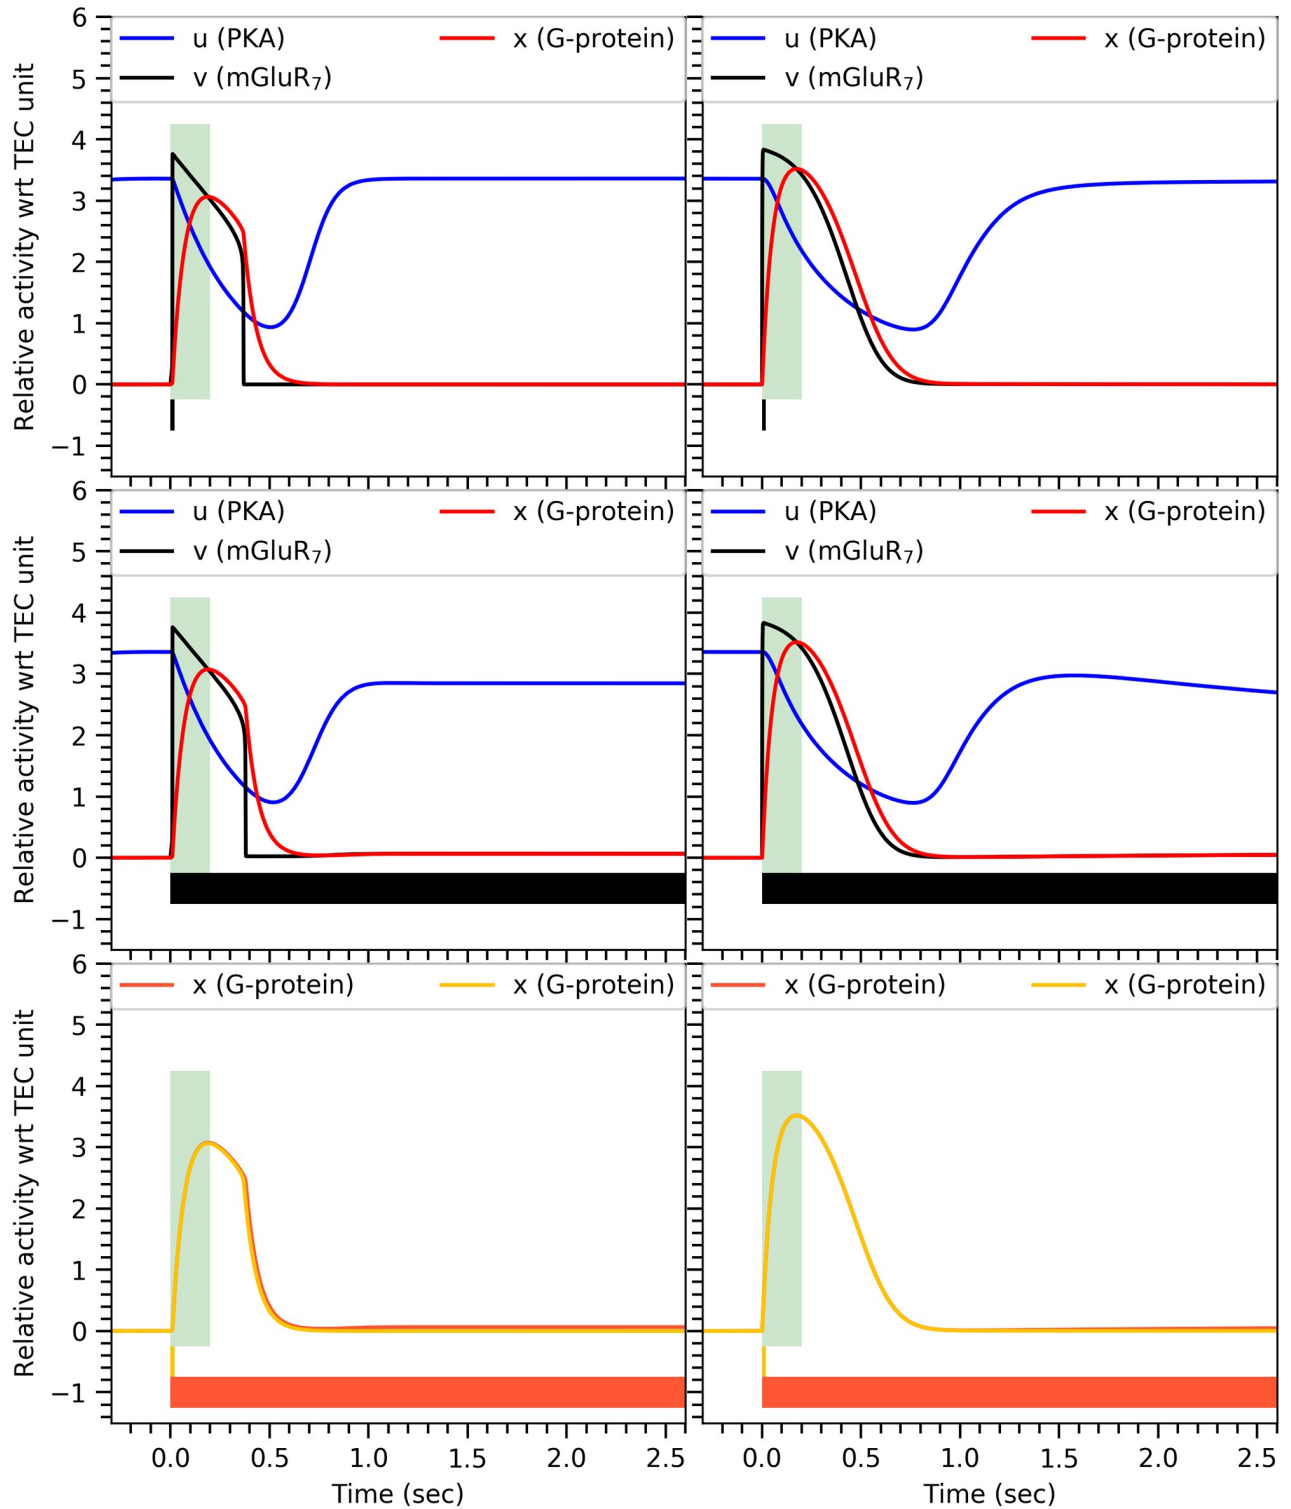 6
5
4
3
2
1
0
−1
Relative activity wrt TEC unit
u (PKA) x (G-protein)
v (mGluR₇)
u (PKA) x (G-protein)
v (mGluR₇)
6
5
4
3
2
1
0
−1
Relative activity wrt TEC unit
u (PKA) x (G-protein)
v (mGluR₇)
u (PKA) x (G-protein)
v (mGluR₇)
6
5
4
3
2
1
0
−1
Relative activity wrt TEC unit
x (G-protein) x (G-protein)
x (G-protein) x (G-protein)
0.0 0.5 1.0 1.5 2.0 2.5
Time (sec)
0.0 0.5 1.0 1.5 2.0 2.5
Time (sec)